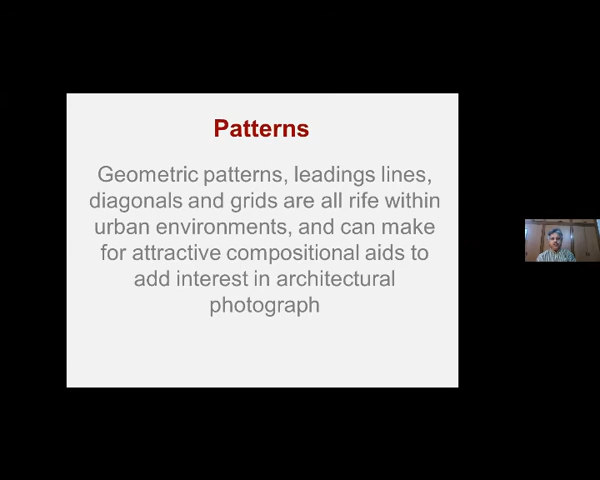 Patterns
Geometric patterns, leadings lines,
diagonals and grids are all rife within
urban environments, and can make
for attractive compositional aids to
add interest in architectural
photograph